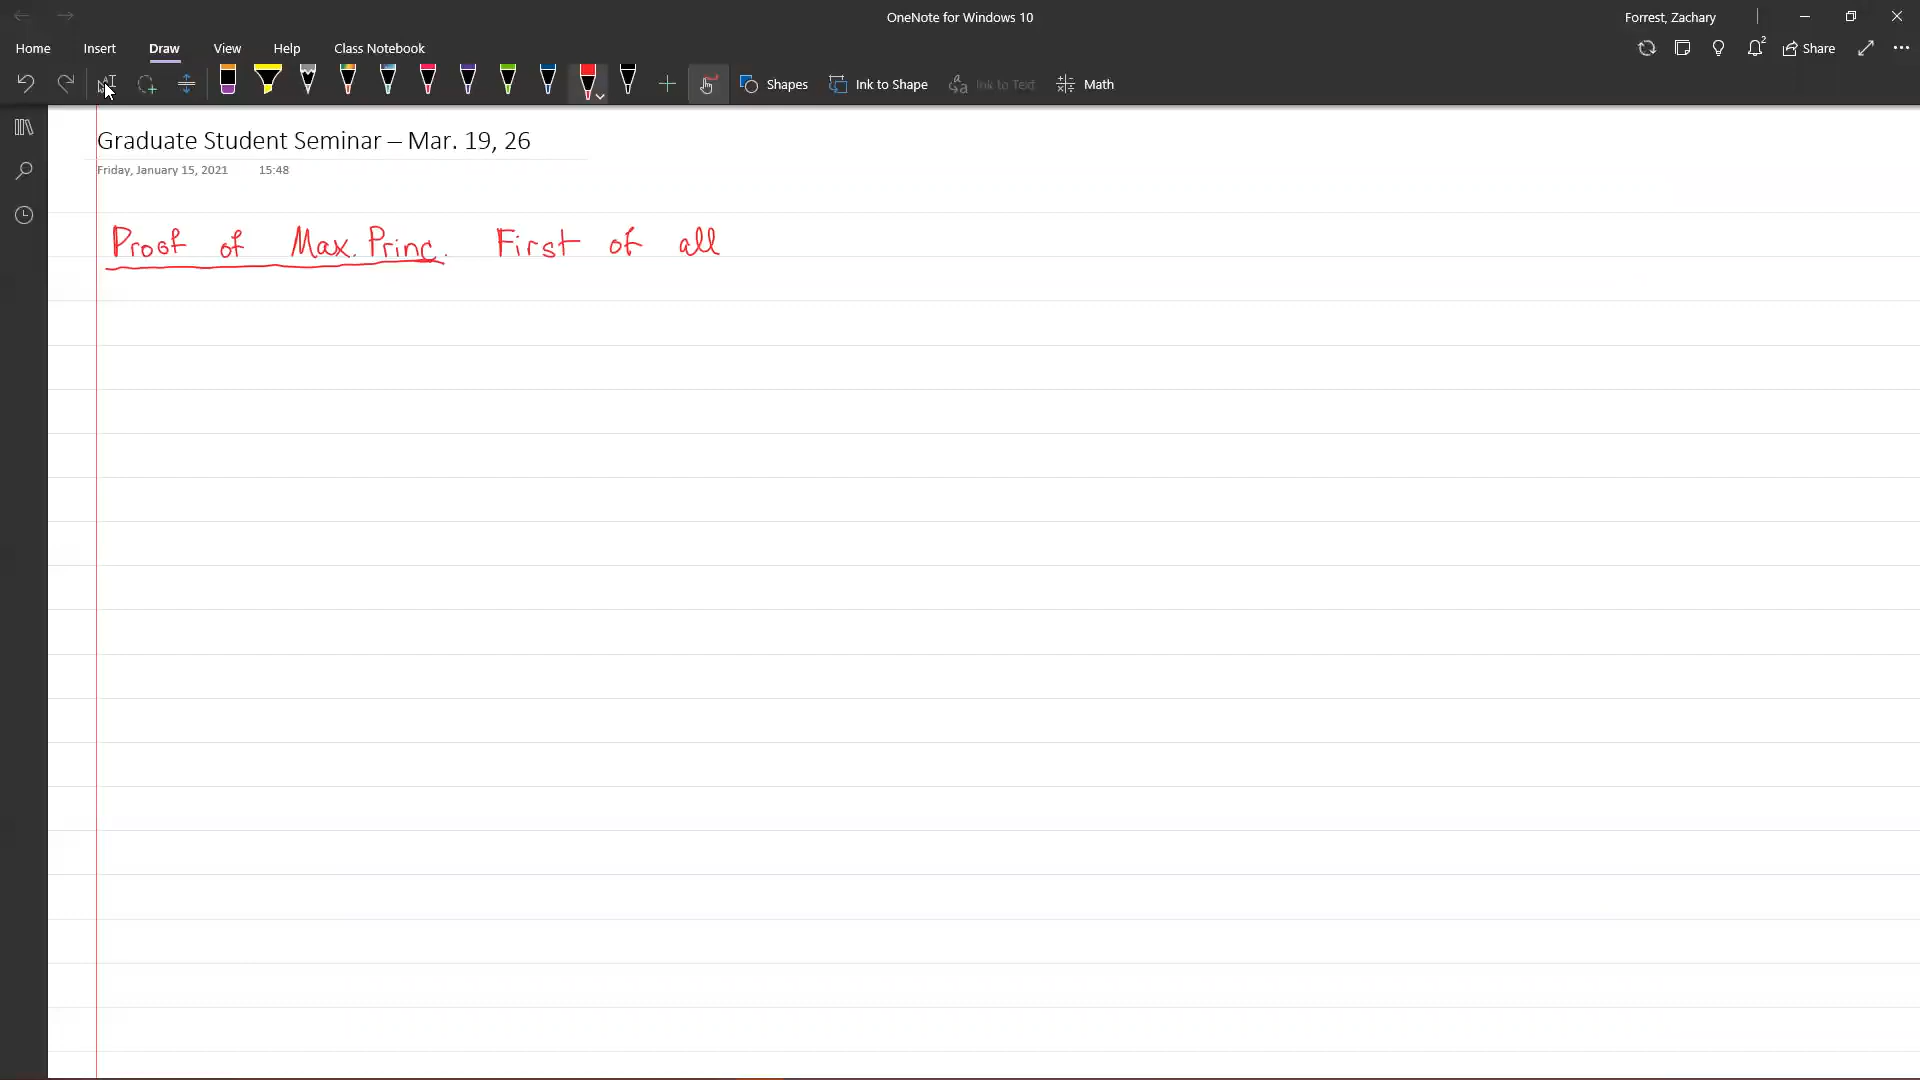 OneNote for Windows 10
Forrest, Zachary
Home Insert Draw View Help Class Notebook
2 Share
Shapes Ink to Shape Ink to Text Math
Graduate Student Seminar – Mar. 19, 26
Friday, January 15, 2021 15:48
Proof of Max. Princ. First of all